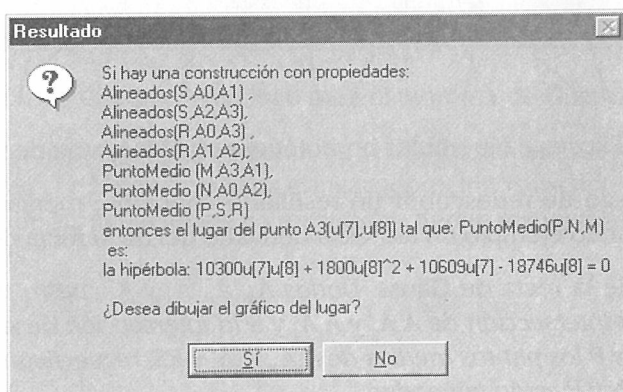 Resultado
Si hay una construcción con propiedades:
Alineados(S,A0,A1) ,
Alineados(S,A2,A3),
Alineados(R,A0,A3) ,
Alineados(R,A1,A2),
PuntoMedio (M,A3,A1),
PuntoMedio (N,A0,A2),
PuntoMedio (P,S,R)
entonces el lugar del punto A3(u[7],u[8]) tal que: PuntoMedio(P,N,M)
es:
la hipérbola: 10300u[7]u[8] + 1800u[8]^2 + 10609u[7] - 18746u[8] = 0
¿Desea dibujar el gráfico del lugar?
Sí No